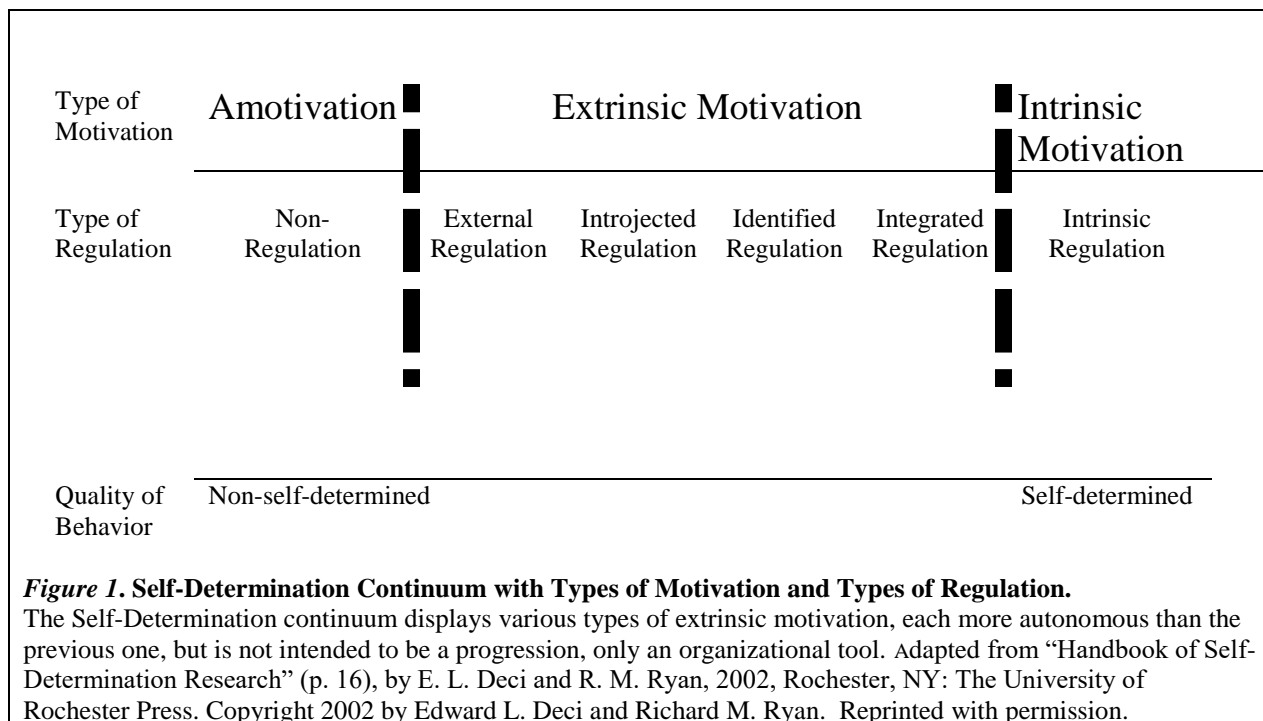 Type of Motivation
Amotivation
Extrinsic Motivation
Intrinsic Motivation
Type of Regulation
Non-Regulation
External Regulation
Introjected Regulation
Identified Regulation
Integrated Regulation
Intrinsic Regulation
Quality of Behavior
Non-self-determined
Self-determined
Figure 1. Self-Determination Continuum with Types of Motivation and Types of Regulation.
The Self-Determination continuum displays various types of extrinsic motivation, each more autonomous than the
previous one, but is not intended to be a progression, only an organizational tool. Adapted from “Handbook of Self-
Determination Research” (p. 16), by E. L. Deci and R. M. Ryan, 2002, Rochester, NY: The University of
Rochester Press. Copyright 2002 by Edward L. Deci and Richard M. Ryan. Reprinted with permission.